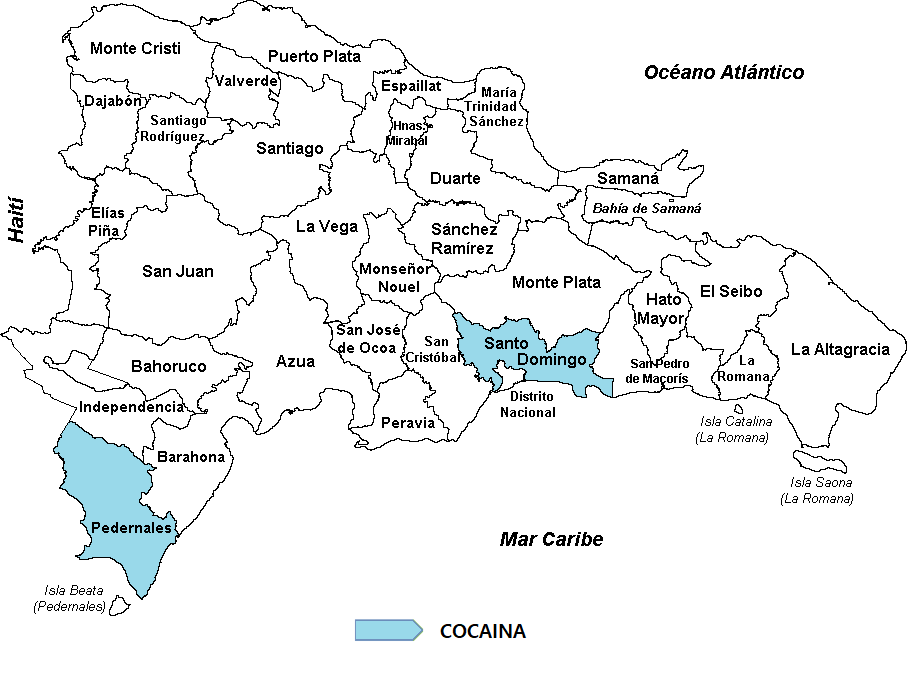 Monte Cristi
Puerto Plata
Océano Atlántico
Valverde
Espaillat
María
Trinidad
Sánchez
Dajabón
Santiago
Rodríguez
Hnas.
Mirabal
Santiago
Duarte
Samaná
Bahía de Samaná
Haití
Elías
Piña
La Vega
Sánchez
Ramírez
San Juan
Monseñor
Nouel
Monte Plata
El Seibo
Hato
Mayor
San José
de Ocoa
San
Cristóbal
Santo
Domingo
La Altagracia
Bahoruco
Azua
San Pedro
de Macorís
La
Romana
Independencia
Distrito
Nacional
Peravia
Isla Catalina
(La Romana)
Barahona
Isla Saona
(La Romana)
Pedernales
Mar Caribe
Isla Beata
(Pedernales)
COCAINA